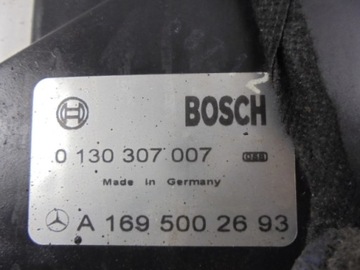 BOSCH
0 130 307 007
Made in Germany
A 169 500 26 93